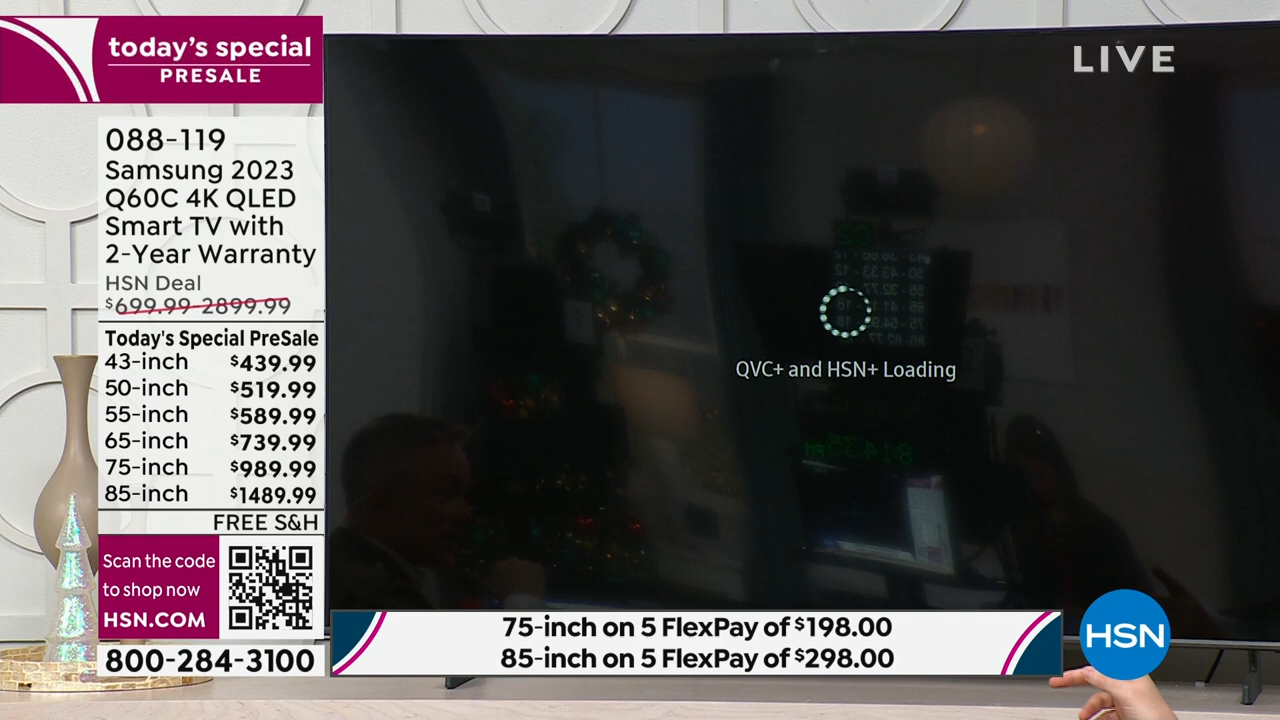 today's special
PRESALE
LIVE
088-119
Samsung 2023
Q60C 4K QLED
Smart TV with
2-Year Warranty
HSN Deal
$699.99-2899.99
Today's Special PreSale
43-inch $439.99
50-inch $519.99
55-inch $589.99
65-inch $739.99
75-inch $989.99
85-inch $1489.99
FREE S&H
Scan the code
to shop now
HSN.COM
800-284-3100
QVC+ and HSN+ Loading
75-inch on 5 FlexPay of $198.00
85-inch on 5 FlexPay of $298.00
HSN